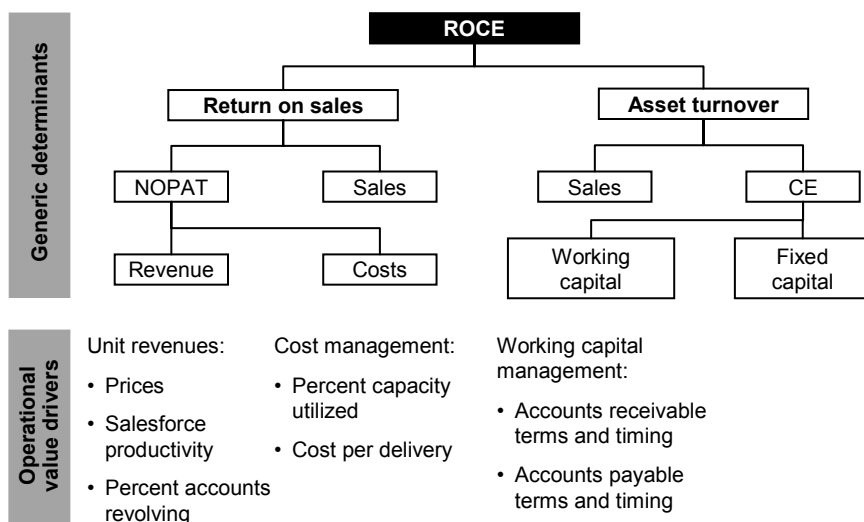 Generic determinants
ROCE
Return on sales
Asset turnover
NOPAT
Sales
Sales
CE
Revenue
Costs
Working
capital
Fixed
capital
Operational
value drivers
Unit revenues:
• Prices
• Salesforce
productivity
• Percent accounts
revolving
Cost management:
• Percent capacity
utilized
• Cost per delivery
Working capital
management:
• Accounts receivable
terms and timing
• Accounts payable
terms and timing